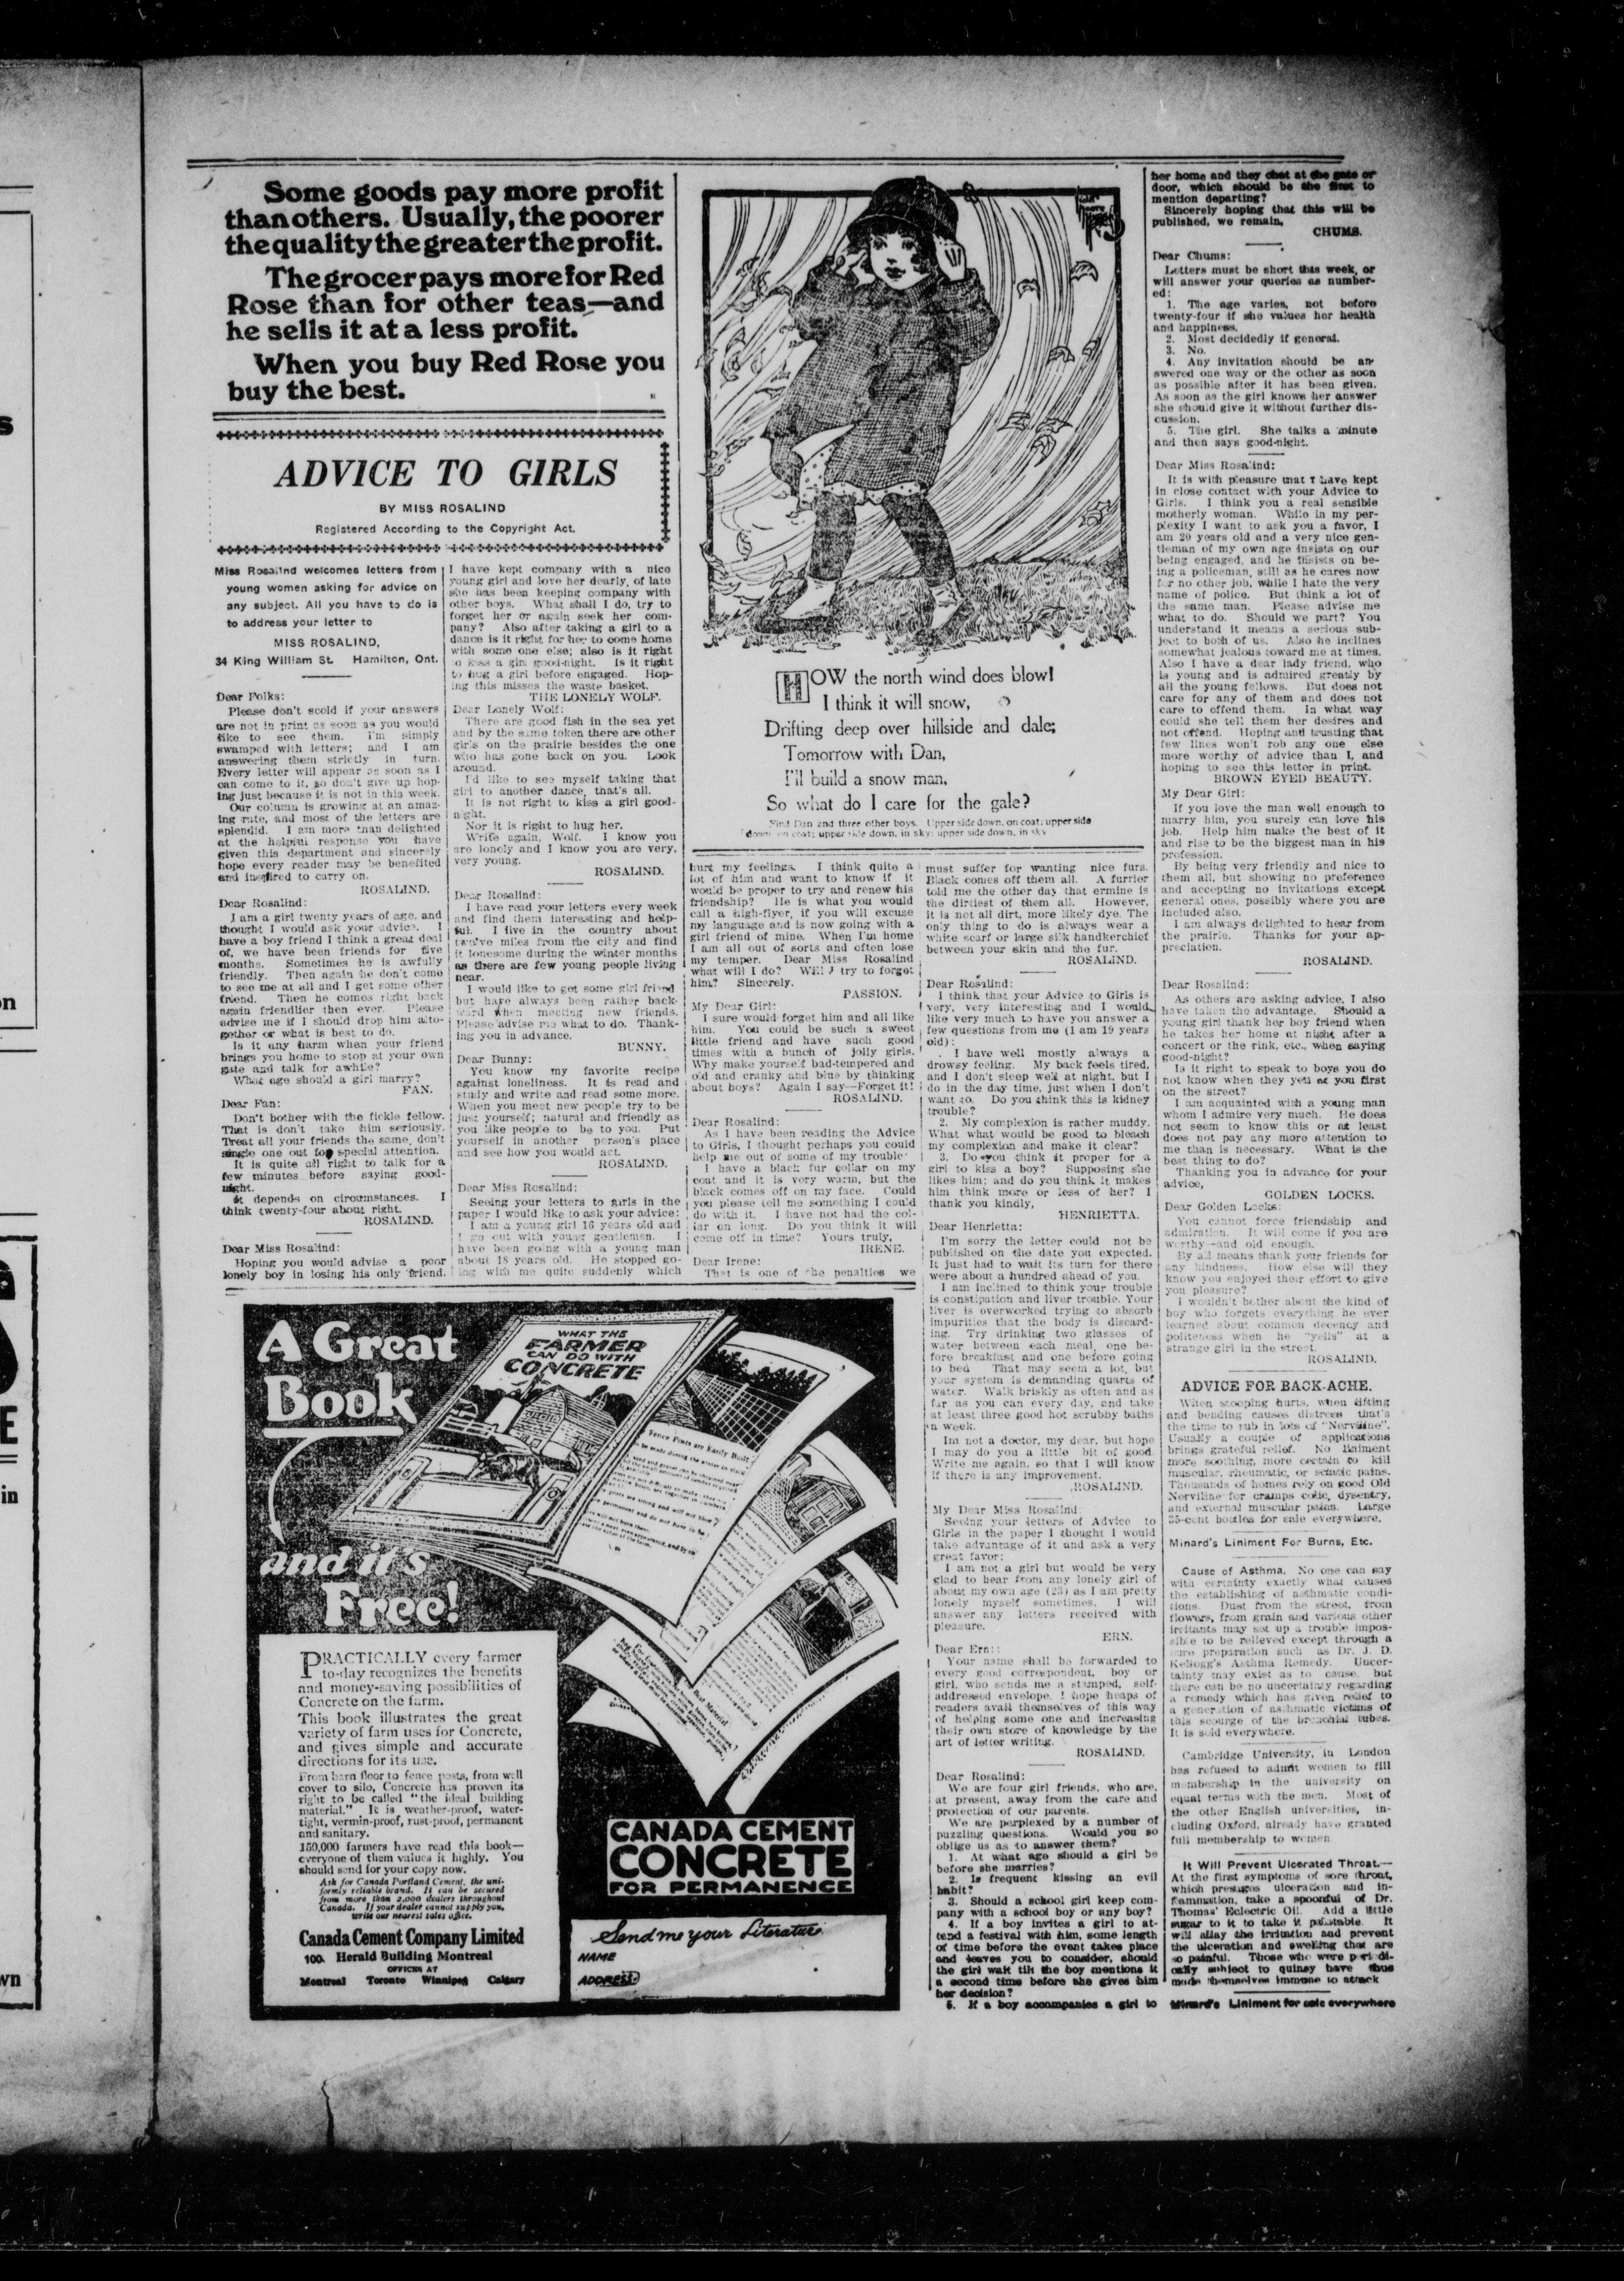 Some goods pay more profit
than others. Usually, the poorer
the quality the greater the profit.
The grocer pays more for Red
Rose than for other teas—and
he sells it at a less profit.
When you buy Red Rose you
buy the best.
ADVICE TO GIRLS
BY MISS ROSALIND
Registered According to the Copyright Act.
Miss Rosalind welcomes letters from
young women asking for advice on
any subject. All you have to do is
to address your letter to
MISS ROSALIND,
34 King William St. Hamilton, Ont.
Dear Folks:
Please don't scold if your answers
are not in print as soon as you would
like to see them. I'm simply
swamped with letters; and I am
answering them strictly in turn.
Every letter will appear as soon as I
can come to it, so don't give up hop-
ing just because it is not in this week.
Our column is growing at an amaz-
ing rate, and most of the letters are
splendid. I am more than delighted
at the helpful response you have
given this department and sincerely
hope every reader may be benefited
and inspired to carry on.
ROSALIND.
Dear Rosalind:
I am a girl twenty years of age, and
thought I would ask your advice. I
have a boy friend I think a great deal
of, we have been friends for five
months. Sometimes he is awfully
friendly. Then again he don't come
to see me at all and I get some other
friend. Then he comes right back
again friendlier then ever. Please
advise me if I should drop him alto-
gether or what is best to do.
Is it any harm when your friend
brings you home to stop at your own
gate and talk for awhile?
What age should a girl marry?
FAN.
Dear Fan:
Don't bother with the fickle fellow.
That is don't take him seriously.
Treat all your friends the same, don't
single one out for special attention.
It is quite all right to talk for a
few minutes before saying good-
night.
It depends on circumstances. I
think twenty-four about right.
ROSALIND.
Dear Miss Rosalind:
Hoping you would advise a poor
lonely boy in losing his only friend.
I have kept company with a nice
young girl and love her dearly, of late
she has been keeping company with
other boys. What shall I do, try to
forget her or again seek her com-
pany? Also after taking a girl to a
dance is it right for her to come home
with some one else; also is it right
to kiss a girl good-night. Is it right
to hug a girl before engaged. Hop-
ing this misses the waste basket.
THE LONELY WOLF.
Dear Lonely Wolf:
There are good fish in the sea yet
and by the same token there are other
girls on the prairie besides the one
who has gone back on you. Look
around.
I'd like to see myself taking that
girl to another dance, that's all.
It is not right to kiss a girl good-
night.
Nor it is right to hug her.
Write again, Wolf. I know you
are lonely and I know you are very,
very young.
ROSALIND.
Dear Rosalind:
I have read your letters every week
and find them interesting and help-
ful. I live in the country about
twelve miles from the city and find
it lonesome during the winter months
as there are few young people living
near.
I would like to get some girl friend
but have always been rather back-
ward when meeting new friends.
Please advise me what to do. Thank-
ing you in advance.
BUNNY.
Dear Bunny:
You know my favorite recipe
against loneliness. It is read and
study and write and read some more.
When you meet new people try to be
just yourself; natural and friendly as
you like people to be to you. Put
yourself in another person's place
and see how you would act.
ROSALIND.
Dear Miss Rosalind:
Seeing your letters to girls in the
paper I would like to ask your advice:
I am a young girl 16 years old and
I go out with young gentlemen. I
have been going with a young man
about 18 years old. He stopped go-
ing with me quite suddenly which
HOW the north wind does blow!
I think it will snow,
Drifting deep over hillside and dale;
Tomorrow with Dan,
I'll build a snow man,
So what do I care for the gale?
Find Dan and three other boys. Upper side down, on coat; upper side
down on coat; upper side down, in sky; upper side down, in sky
hurt my feelings. I think quite a
lot of him and want to know if it
would be proper to try and renew his
friendship? He is what you would
call a high-flyer, if you will excuse
my language and is now going with a
girl friend of mine. When I'm home
I am all out of sorts and often lose
my temper. Dear Miss Rosalind
what will I do? Will I try to forget
him? Sincerely.
PASSION.
My Dear Girl:
I sure would forget him and all like
him. You could be such a sweet
little friend and have such good
times with a bunch of jolly girls.
Why make yourself bad-tempered and
old and cranky and blue by thinking
about boys? Again I say—Forget it!
ROSALIND.
Dear Rosalind:
As I have been reading the Advice
to Girls, I thought perhaps you could
help me out of some of my trouble
I have a black fur collar on my
coat and it is very warm, but the
black comes off on my face. Could
you please tell me something I could
do with it. I have not had the col-
lar on long. Do you think it will
come off in time? Yours truly,
IRENE.
Dear Irene:
That is one of the penalties we
must suffer for wanting nice furs.
Black comes off them all. A furrier
told me the other day that ermine is
the dirtiest of them all. However,
it is not all dirt, more likely dye. The
only thing to do is always wear a
white scarf or large silk handkerchief
between your skin and the fur.
ROSALIND.
Dear Rosalind:
I think that your Advice to Girls is
very, very interesting and I would
like very much to have you answer a
few questions from me (I am 19 years
old):
I have well mostly always a
drowsy feeling. My back feels tired,
and I don't sleep well at night, but I
do in the day time, just when I don't
want to. Do you think this is kidney
trouble?
2. My complexion is rather muddy.
What what would be good to bleach
my complexion and make it clear?
3. Do you think it proper for a
girl to kiss a boy? Supposing she
likes him; and do you think it makes
him think more or less of her? I
thank you kindly,
HENRIETTA.
Dear Henrietta:
I'm sorry the letter could not be
published on the date you expected.
It just had to wait its turn for there
were about a hundred ahead of you.
I am inclined to think your trouble
is constipation and liver trouble. Your
liver is overworked trying to absorb
impurities that the body is discard-
ing. Try drinking two glasses of
water between each meal, one be-
fore breakfast and one before going
to bed That may seem a lot, but
your system is demanding quarts of
water. Walk briskly as often and as
far as you can every day, and take
at least three good hot scrubby baths
a week.
Im not a doctor, my dear, but hope
I may do you a little bit of good.
Write me again, so that I will know
if there is any improvement.
ROSALIND.
My Dear Miss Rosalind:
Seeing your letters of Advice to
Girls in the paper I thought I would
take advantage of it and ask a very
great favor:
I am not a girl but would be very
glad to hear from any lonely girl of
about my own age (23) as I am pretty
lonely myself sometimes. I will
answer any letters received with
pleasure.
ERN.
Dear Ern::
Your name shall be forwarded to
every good correspondent, boy or
girl, who sends me a stamped, self-
addressed envelope. I hope heaps of
readers avail themselves of this way
of helping some one and increasing
their own store of knowledge by the
art of letter writing.
ROSALIND.
Dear Rosalind:
We are four girl friends, who are,
at present, away from the care and
protection of our parents.
We are perplexed by a number of
puzzling questions. Would you so
oblige us as to answer them?
1. At what age should a girl be
before she marries?
2. Is frequent kissing an evil
habit?
3. Should a school girl keep com-
pany with a school boy or any boy?
4. If a boy invites a girl to at-
tend a festival with him, some length
of time before the event takes place
and leaves you to consider, should
the girl wait till the boy mentions it
a second time before she gives him
her decision?
5. If a boy accompanies a girl to
her home and they chat at the gate or
door, which should be the first to
mention departing?
Sincerely hoping that this will be
published, we remain,
CHUMS.
Dear Chums:
Letters must be short this week, or
will answer your queries as number-
ed:
1. The age varies, not before
twenty-four if she values her health
and happiness.
2. Most decidedly if general.
3. No.
4. Any invitation should be an-
swered one way or the other as soon
as possible after it has been given.
As soon as the girl knows her answer
she should give it without further dis-
cussion.
5. The girl. She talks a minute
and then says good-night.
Dear Miss Rosalind:
It is with pleasure that I have kept
in close contact with your Advice to
Girls. I think you a real sensible
motherly woman. While in my per-
plexity I want to ask you a favor, I
am 20 years old and a very nice gen-
tleman of my own age insists on our
being engaged, and he insists on be-
ing a policeman, still as he cares now
for no other job, while I hate the very
name of police. But think a lot of
the same man. Please advise me
what to do. Should we part? You
understand it means a serious sub-
ject to both of us. Also he inclines
somewhat jealous toward me at times.
Also I have a dear lady friend, who
is young and is admired greatly by
all the young fellows. But does not
care for any of them and does not
care to offend them. In what way
could she tell them her desires and
not offend. Hoping and trusting that
few lines won't rob any one else
more worthy of advice than I, and
hoping to see this letter in print.
BROWN EYED BEAUTY.
My Dear Girl:
If you love the man well enough to
marry him, you surely can love his
job. Help him make the best of it
and rise to be the biggest man in his
profession.
By being very friendly and nice to
them all, but showing no preference
and accepting no invitations except
general ones, possibly where you are
included also.
I am always delighted to hear from
the prairie. Thanks for your ap-
preciation.
ROSALIND.
Dear Rosalind:
As others are asking advice, I also
have taken the advantage. Should a
young girl thank her boy friend when
he takes her home at night after a
concert or the rink, etc., when saying
good-night?
Is it right to speak to boys you do
not know when they yell at you first
on the street?
I am acquainted with a young man
whom I admire very much. He does
not seem to know this or at least
does not pay any more attention to
me than is necessary. What is the
best thing to do?
Thanking you in advance for your
advice,
GOLDEN LOCKS.
Dear Golden Locks:
You cannot force friendship and
admiration. It will come if you are
worthy—and old enough.
By all means thank your friends for
any kindness. How else will they
know you enjoyed their effort to give
you pleasure?
I wouldn't bother about the kind of
boy who forgets everything he ever
learned about common decency and
politeness when he "yells" at a
strange girl in the street.
ROSALIND.
ADVICE FOR BACK-ACHE.
When stooping hurts, when lifting
and bending causes distress that's
the time to rub in lots of "Nerviline".
Usually a couple of applications
brings grateful relief. No liniment
more soothing, more certain to kill
muscular, rheumatic, or sciatic pains.
Thousands of homes rely on good Old
Nerviline for cramps colic, dysentry,
and external muscular pains. Large
35-cent bottles for sale everywhere.
Minard's Liniment For Burns, Etc.
Cause of Asthma. No one can say
with certainty exactly what causes
the establishing of asthmatic condi-
tions. Dust from the street, from
flowers, from grain and various other
irritants may set up a trouble impos-
sible to be relieved except through a
sure preparation such as Dr. J. D.
Kellogg's Asthma Remedy. Uncer-
tainty may exist as to cause, but
there can be no uncertainty regarding
a remedy which has given relief to
a generation of asthmatic victims of
this scourge of the bronchial tubes.
It is sold everywhere.
Cambridge University, in London
has refused to admit women to full
membership in the university on
equal terms with the men. Most of
the other English universities, in-
cluding Oxford, already have granted
full membership to women
It Will Prevent Ulcerated Throat.—
At the first symptoms of sore throat,
which presages ulceration and in-
flammation, take a spoonful of Dr.
Thomas' Eclectric Oil. Add a little
sugar to it to take it palatable. It
will allay the irritation and prevent
the ulceration and swelling that are
so painful. Those who were periodi-
cally subject to quinsy have thus
made themselves immune to attack
Minard's Liniment for sale everywhere
A Great
Book
and it's
Free!
WHAT THE
FARMER
CAN DO WITH
CONCRETE
Fence Posts are Easily Built
PRACTICALLY every farmer
to-day recognizes the benefits
and money-saving possibilities of
Concrete on the farm.
This book illustrates the great
variety of farm uses for Concrete,
and gives simple and accurate
directions for its use.
From barn floor to fence posts, from well
cover to silo, Concrete has proven its
right to be called "the ideal building
material." It is weather-proof, water-
tight, vermin-proof, rust-proof, permanent
and sanitary.
150,000 farmers have read this book—
everyone of them values it highly. You
should send for your copy now.
Ask for Canada Portland Cement, the uni-
formly reliable brand. It can be secured
from more than 2,000 dealers throughout
Canada. If your dealer cannot supply you,
write our nearest sales office.
Canada Cement Company Limited
100 Herald Building Montreal
OFFICES AT
Montreal Toronto Winnipeg Calgary
CANADA CEMENT
CONCRETE
FOR PERMANENCE
Send me your Literature
NAME
ADDRESS
n
E
in
wn